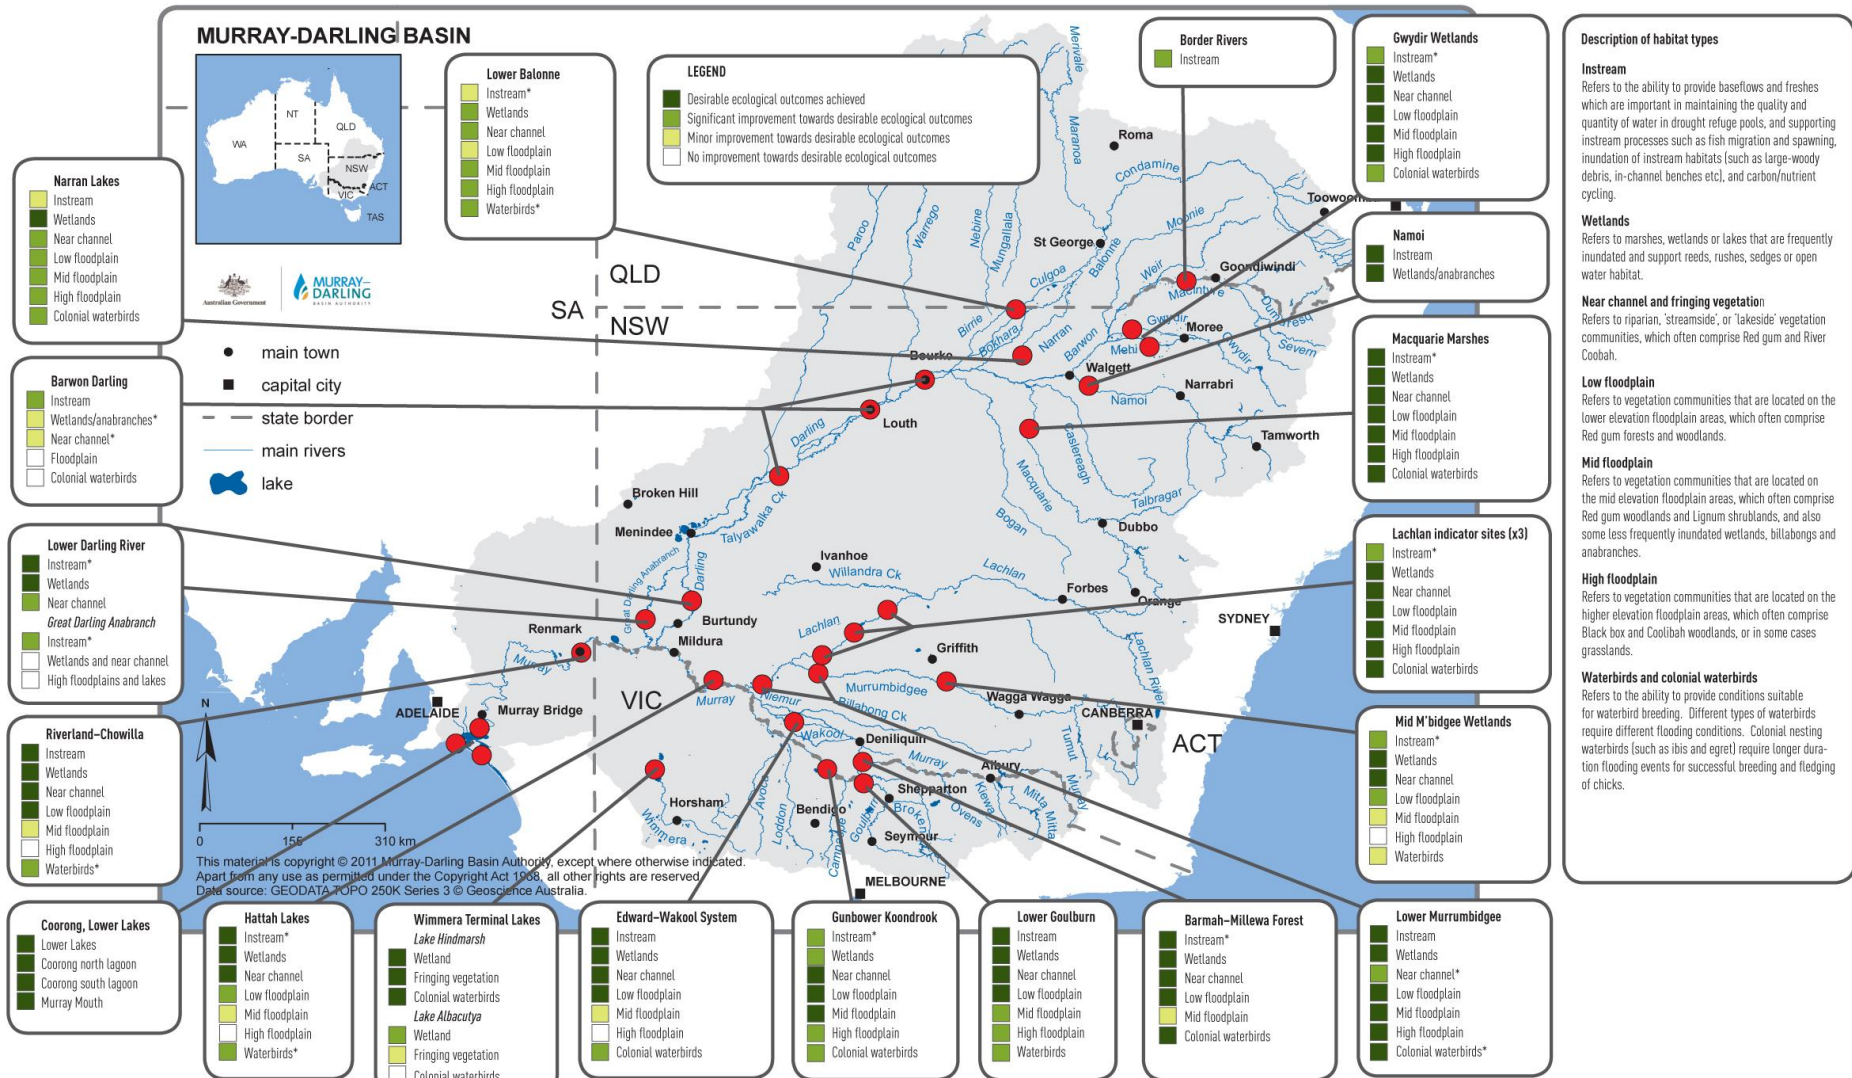 MURRAY-DARLING BASIN
WA
NT
QLD
SA
NSW
ACT
VIC
TAS
Australian Government
MURRAY–
DARLING
BASIN AUTHORITY
main town
capital city
state border
main rivers
lake
LEGEND
Desirable ecological outcomes achieved
Significant improvement towards desirable ecological outcomes
Minor improvement towards desirable ecological outcomes
No improvement towards desirable ecological outcomes
Lower Balonne
Instream*
Wetlands
Near channel
Low floodplain
Mid floodplain
High floodplain
Waterbirds*
Border Rivers
Instream
Gwydir Wetlands
Instream*
Wetlands
Near channel
Low floodplain
Mid floodplain
High floodplain
Colonial waterbirds
Narran Lakes
Instream
Wetlands
Near channel
Low floodplain
Mid floodplain
High floodplain
Colonial waterbirds
Namoi
Instream
Wetlands/anabranches
Barwon Darling
Instream
Wetlands/anabranches*
Near channel*
Floodplain
Colonial waterbirds
Macquarie Marshes
Instream*
Wetlands
Near channel
Low floodplain
Mid floodplain
High floodplain
Colonial waterbirds
Lower Darling River
Instream*
Wetlands
Near channel
Great Darling Anabranch
Instream*
Wetlands and near channel
High floodplains and lakes
Lachlan indicator sites (x3)
Instream*
Wetlands
Near channel
Low floodplain
Mid floodplain
High floodplain
Colonial waterbirds
Riverland–Chowilla
Instream
Wetlands
Near channel
Low floodplain
Mid floodplain
High floodplain
Waterbirds*
Mid M'bidgee Wetlands
Instream*
Wetlands
Near channel
Low floodplain
Mid floodplain
High floodplain
Waterbirds
Coorong, Lower Lakes
Lower Lakes
Coorong north lagoon
Coorong south lagoon
Murray Mouth
Hattah Lakes
Instream*
Wetlands
Near channel
Low floodplain
Mid floodplain
High floodplain
Waterbirds*
Wimmera Terminal Lakes
Lake Hindmarsh
Wetland
Fringing vegetation
Colonial waterbirds
Lake Albacutya
Wetland
Fringing vegetation
Colonial waterbirds
Edward–Wakool System
Instream
Wetlands
Near channel
Low floodplain
Mid floodplain
High floodplain
Colonial waterbirds
Gunbower Koondrook
Instream*
Wetlands
Near channel
Low floodplain
Mid floodplain
High floodplain
Colonial waterbirds
Lower Goulburn
Instream
Wetlands
Near channel
Low floodplain
Mid floodplain
High floodplain
Waterbirds
Barmah–Millewa Forest
Instream*
Wetlands
Near channel
Low floodplain
Mid floodplain
Colonial waterbirds
Lower Murrumbidgee
Instream
Wetlands
Near channel*
Low floodplain
Mid floodplain
High floodplain
Colonial waterbirds*
QLD
SA
NSW
VIC
ACT
Merivale
Maranoa
Roma
Condamine
Toowoomba
Paroo
Warrego
Nebine
Mungallala
St George
Balonne
Moonie
Culgoa
Weir
Goondiwindi
Macintyre
Dumaresq
Birrie
Bokhara
Narran
Barwon
Gwydir
Mehi
Moree
Gwydir
Severn
Bourke
Walgett
Narrabri
Namoi
Louth
Darling
Castlereagh
Tamworth
Macquarie
Talbragar
Bogan
Dubbo
Broken Hill
Menindee
Talyawalka Ck
Great Darling Anabranch
Darling
Ivanhoe
Willandra Ck
Lachlan
Forbes
Orange
Lachlan River
SYDNEY
Burtundy
Renmark
Mildura
Murray
Lachlan
Griffith
Murrumbidgee
Wagga Wagga
CANBERRA
Murray
Niemur
Billabong Ck
Wakool
Deniliquin
Murray
Tumut
Murray
ADELAIDE
Murray Bridge
Albury
Kiewa
Mitta Mitta
Shepparton
Broken
Ovens
Horsham
Wimmera
Avoca
Loddon
Bendigo
Campaspe
Goulburn
Seymour
MELBOURNE
N
0 155 310 km
This material is copyright © 2011 Murray-Darling Basin Authority, except where otherwise indicated.
Apart from any use as permitted under the Copyright Act 1968, all other rights are reserved
Data source: GEODATA TOPO 250K Series 3 © Geoscience Australia.
Description of habitat types
Instream
Refers to the ability to provide baseflows and freshes
which are important in maintaining the quality and
quantity of water in drought refuge pools, and supporting
instream processes such as fish migration and spawning,
inundation of instream habitats (such as large-woody
debris, in-channel benches etc), and carbon/nutrient
cycling.
Wetlands
Refers to marshes, wetlands or lakes that are frequently
inundated and support reeds, rushes, sedges or open
water habitat.
Near channel and fringing vegetation
Refers to riparian, 'streamside', or 'lakeside' vegetation
communities, which often comprise Red gum and River
Coobah.
Low floodplain
Refers to vegetation communities that are located on the
lower elevation floodplain areas, which often comprise
Red gum forests and woodlands.
Mid floodplain
Refers to vegetation communities that are located on
the mid elevation floodplain areas, which often comprise
Red gum woodlands and Lignum shrublands, and also
some less frequently inundated wetlands, billabongs and
anabranches.
High floodplain
Refers to vegetation communities that are located on the
higher elevation floodplain areas, which often comprise
Black box and Coolibah woodlands, or in some cases
grasslands.
Waterbirds and colonial waterbirds
Refers to the ability to provide conditions suitable
for waterbird breeding. Different types of waterbirds
require different flooding conditions. Colonial nesting
waterbirds (such as ibis and egret) require longer dura-
tion flooding events for successful breeding and fledging
of chicks.